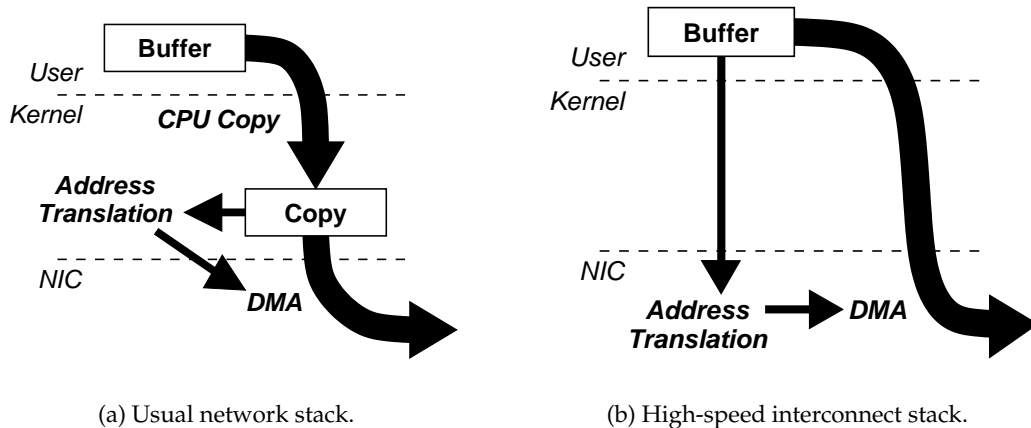 Buffer
User
Kernel
CPU Copy
Address
Translation
Copy
NIC
DMA
(a) Usual network stack.
Buffer
User
Kernel
NIC
Address
Translation
DMA
(b) High-speed interconnect stack.